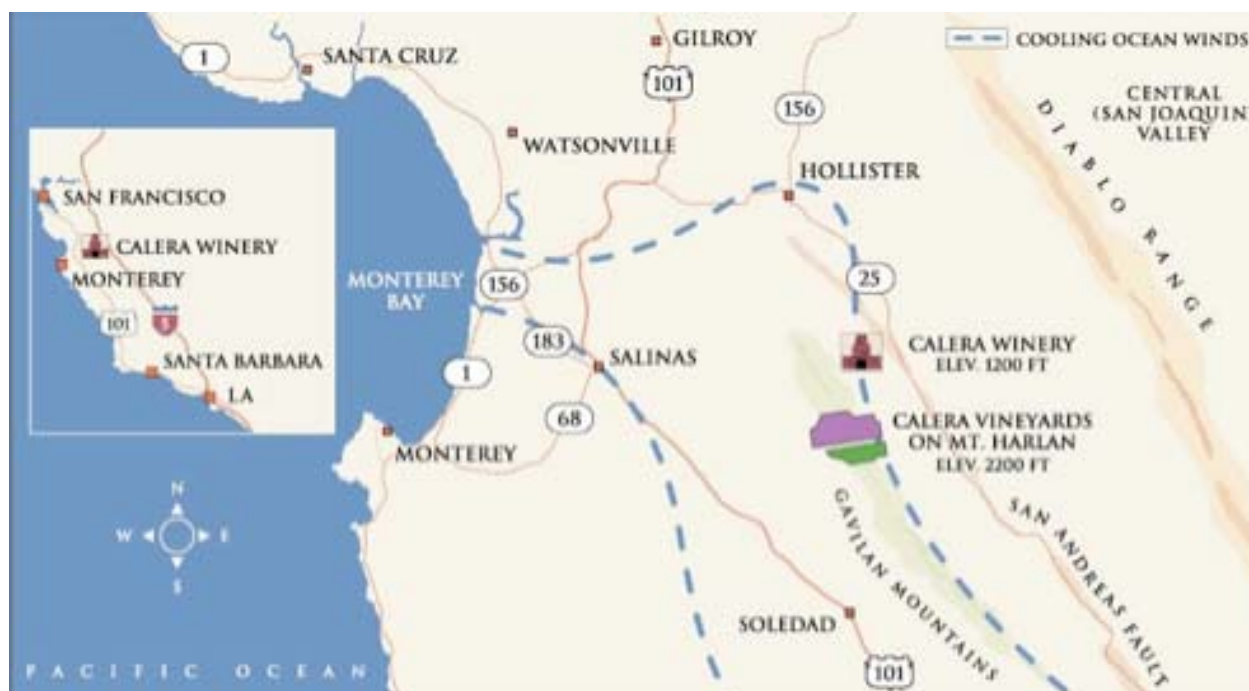 1
SANTA CRUZ
GILROY
101
COOLING OCEAN WINDS
156
CENTRAL
(SAN JOAQUIN)
VALLEY
WATSONVILLE
HOLLISTER
DIABLO RANGE
SAN FRANCISCO
CALERA WINERY
MONTEREY
101
5
SANTA BARBARA
LA
MONTEREY
BAY
156
183
SALINAS
1
68
25
CALERA WINERY
ELEV. 1200 FT
CALERA VINEYARDS
ON MT. HARLAN
ELEV. 2200 FT
MONTEREY
N
W
E
S
GAVILAN MOUNTAINS
SAN ANDREAS FAULT
SOLEDAD
101
PACIFIC OCEAN